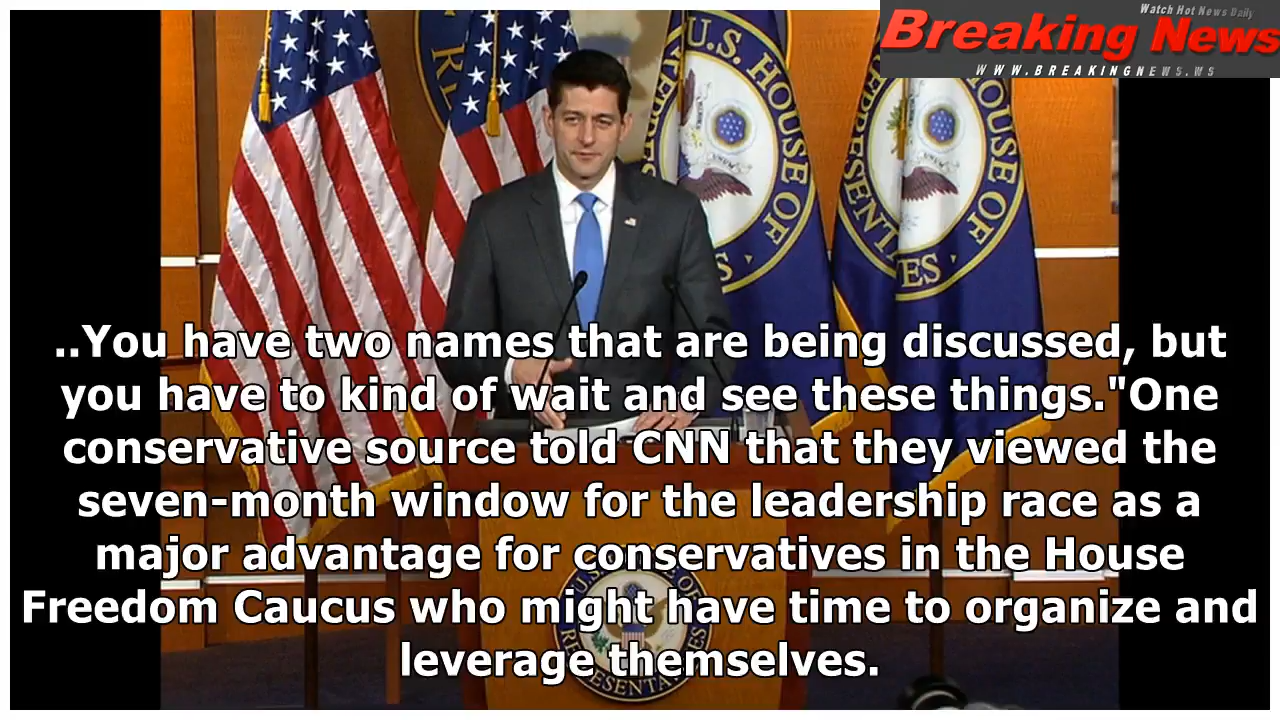 Watch Hot News Daily
Breaking News
WWW.BREAKINGNEWS.WS
U.S. HOUSE OF
HOUSE OF
..You have two names that are being discussed, but
you have to kind of wait and see these things."One
conservative source told CNN that they viewed the
seven-month window for the leadership race as a
major advantage for conservatives in the House
Freedom Caucus who might have time to organize and
leverage themselves.